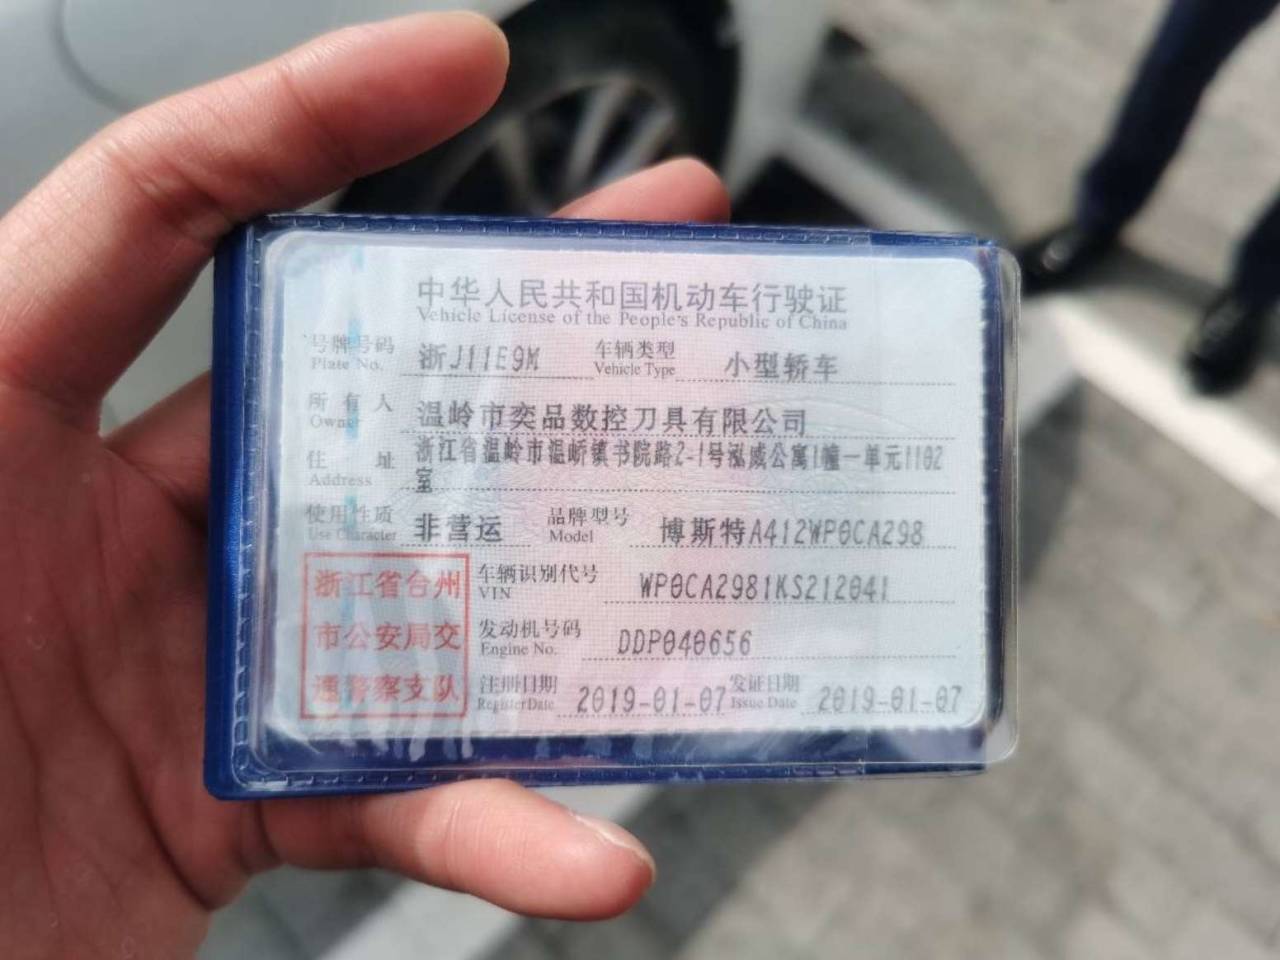 中华人民共和国机动车行驶证
Vehicle License of the People's Republic of China
号牌号码 浙J11E9M 车辆类型 小型轿车
Plate No. Vehicle Type
所有人 温岭市奕品数控刀具有限公司
Owner
住址 浙江省温岭市温峤镇书院路2-1号泓威公寓1幢一单元1102
Address 室
使用性质 非营运 品牌型号 博斯特A412WP0CA298
Use Character Model
浙江省台州
市公安局交
通警察支队
车辆识别代号 WP0CA2981KS212041
VIN
发动机号码 DDP040656
Engine No.
注册日期 2019-01-07 发证日期 2019-01-07
Register Date Issue Date